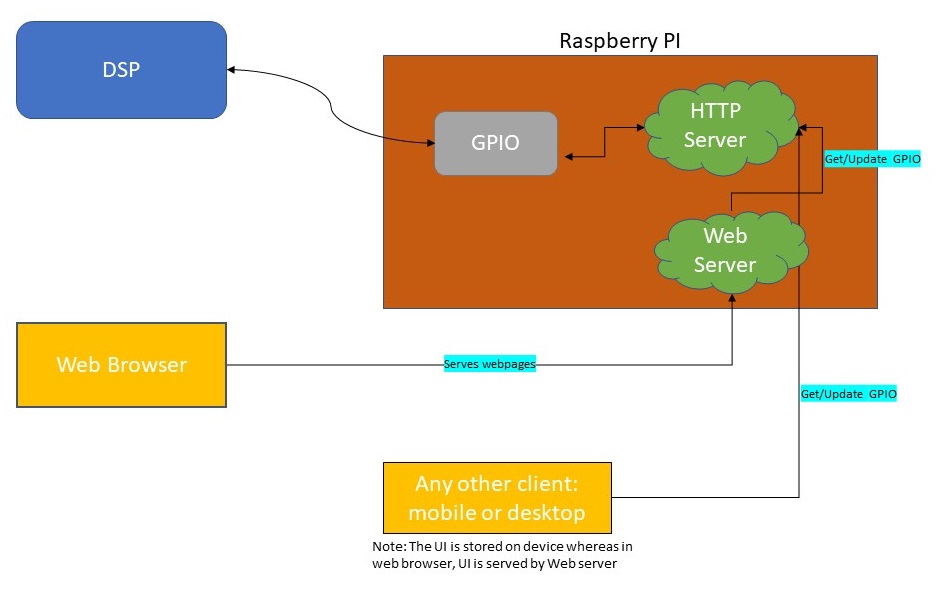 Raspberry PI
DSP
GPIO
HTTP
Server
Get/Update GPIO
Web
Server
Web Browser
Serves webpages
Get/Update GPIO
Any other client:
mobile or desktop
Note: The UI is stored on device whereas in
web browser, UI is served by Web server